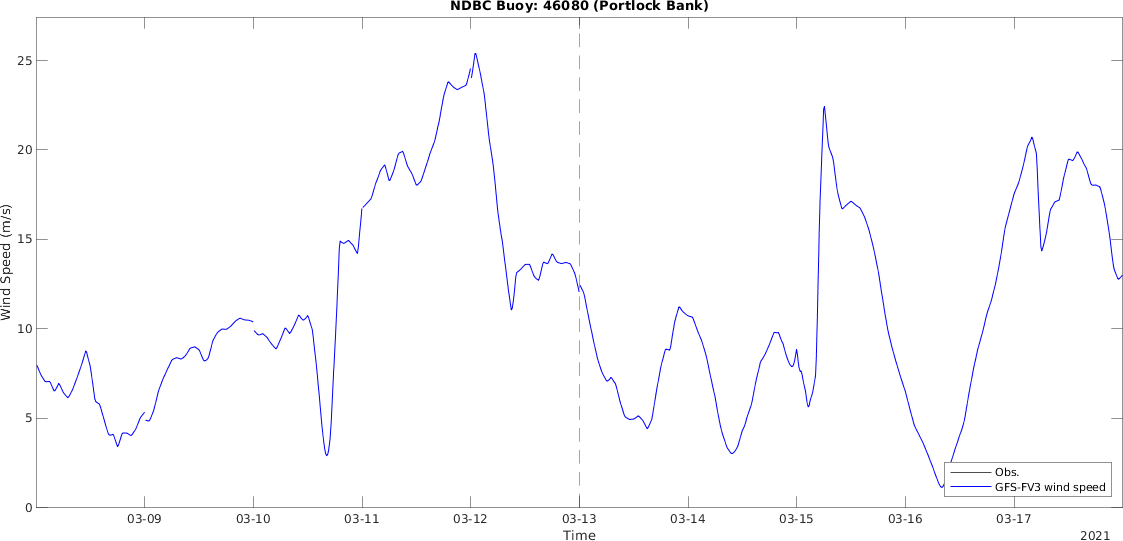 NDBC Buoy: 46080 (Portlock Bank)
Wind Speed (m/s)
25
20
15
10
5
0
03-09 03-10 03-11 03-12 03-13 03-14 03-15 03-16 03-17
Time
2021
Obs.
GFS-FV3 wind speed